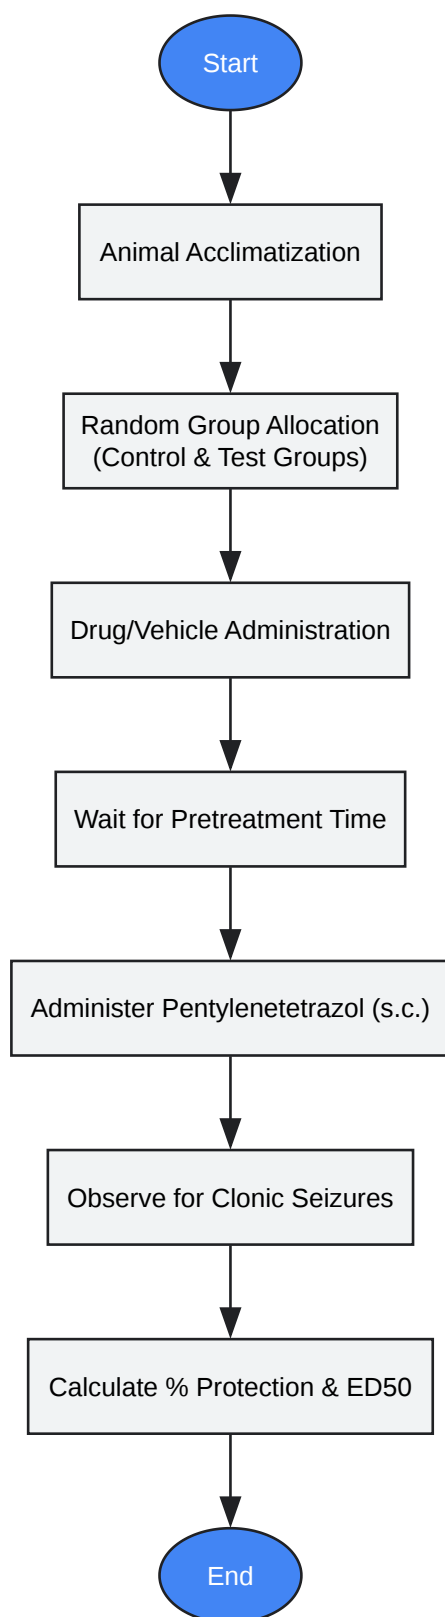 Start
Animal Acclimatization
Random Group Allocation
(Control & Test Groups)
Drug/Vehicle Administration
Wait for Pretreatment Time
Administer Pentylenetetrazol (s.c.)
Observe for Clonic Seizures
Calculate % Protection & ED50
End